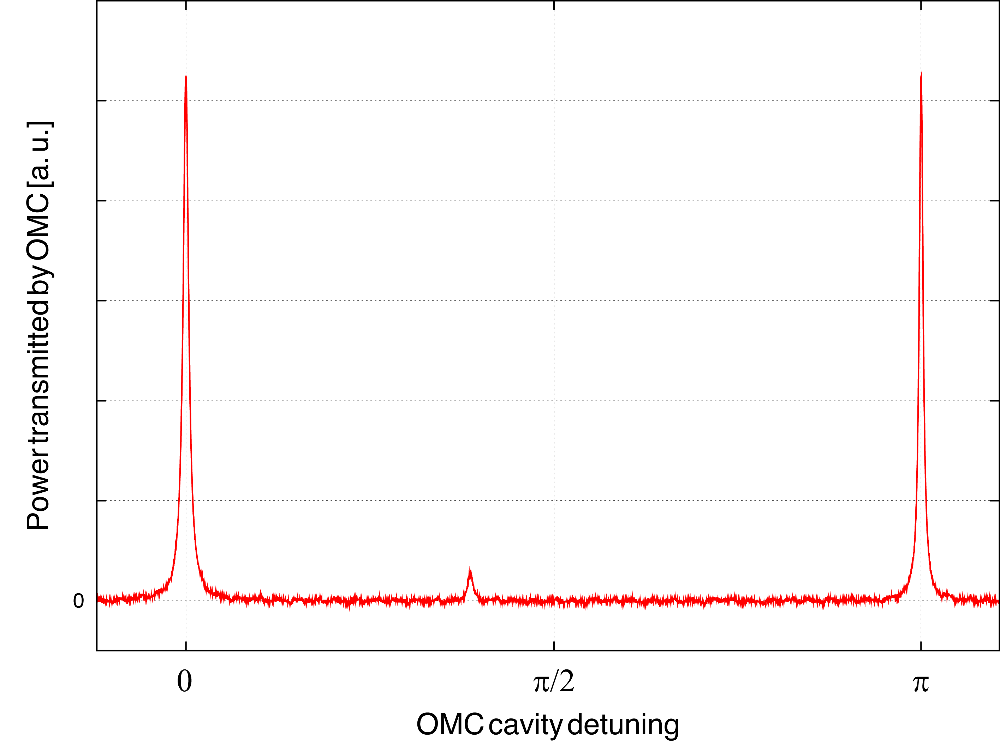 Power transmitted by OMC [a. u.]
0
0
π/2
π
OMC cavity detuning